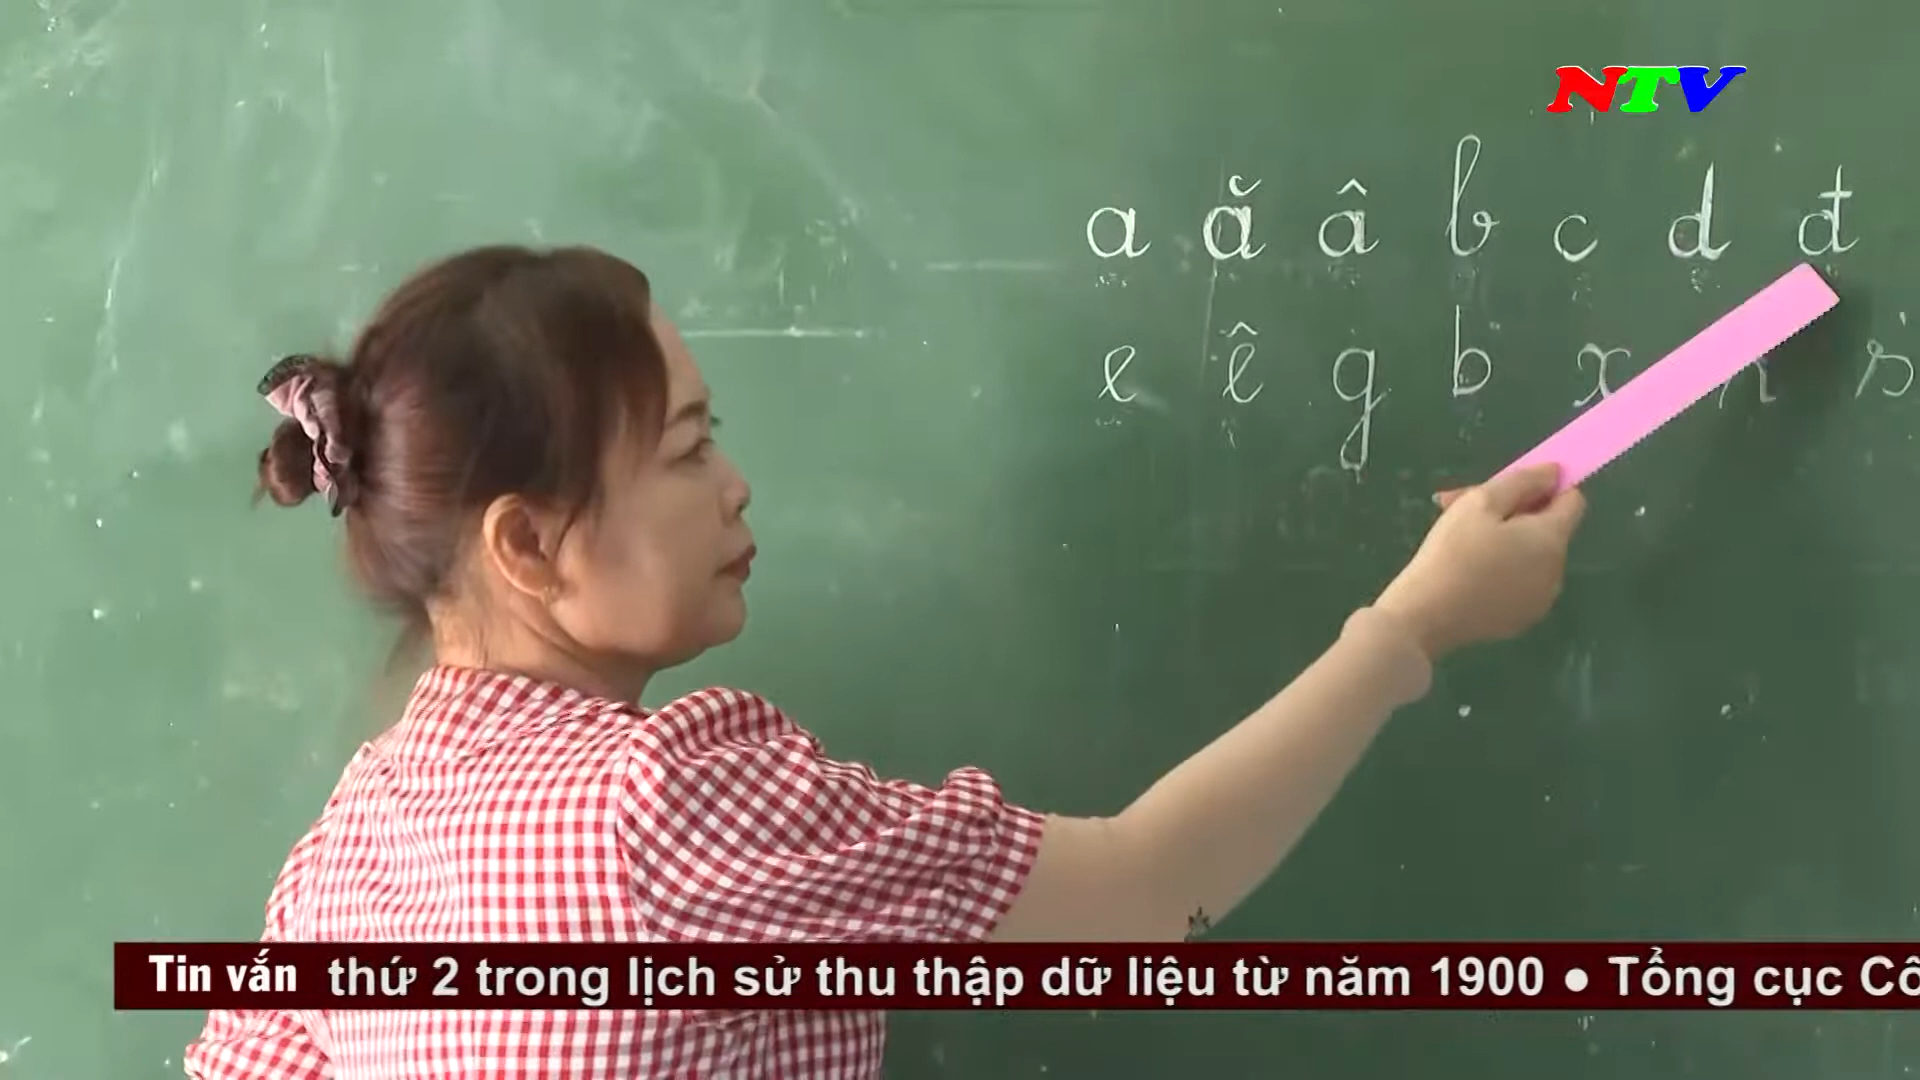 NTV
a ă â b c d đ
e ê g b x r s
Tin vắn thứ 2 trong lịch sử thu thập dữ liệu từ năm 1900 ● Tổng cục Cô